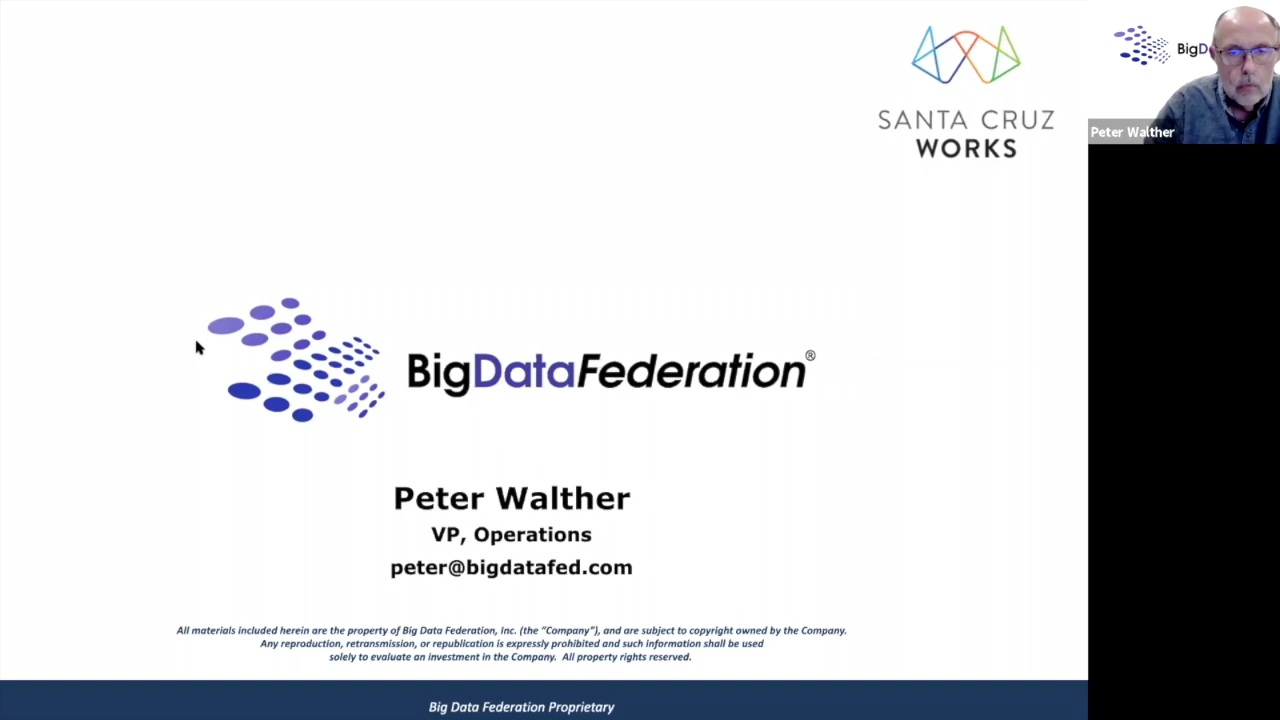 SANTA CRUZ
WORKS
BigD
Peter Walther
BigDataFederation®
Peter Walther
VP, Operations
peter@bigdatafed.com
All materials included herein are the property of Big Data Federation, Inc. (the “Company”), and are subject to copyright owned by the Company.
Any reproduction, retransmission, or republication is expressly prohibited and such information shall be used
solely to evaluate an investment in the Company. All property rights reserved.
Big Data Federation Proprietary